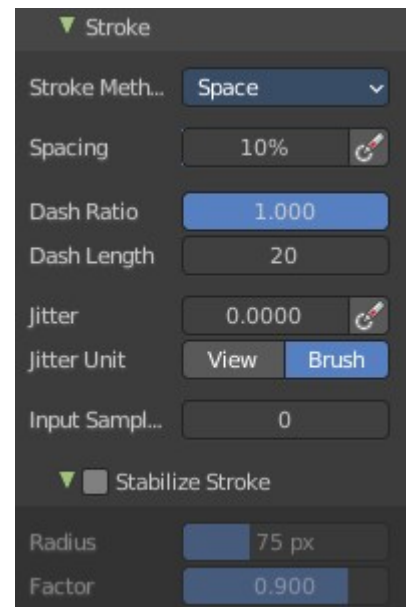 Stroke
Stroke Meth... Space
Spacing 10%
Dash Ratio 1.000
Dash Length 20
Jitter 0.0000
Jitter Unit View Brush
Input Sampl... 0
Stabilize Stroke
Radius 75 px
Factor 0.900